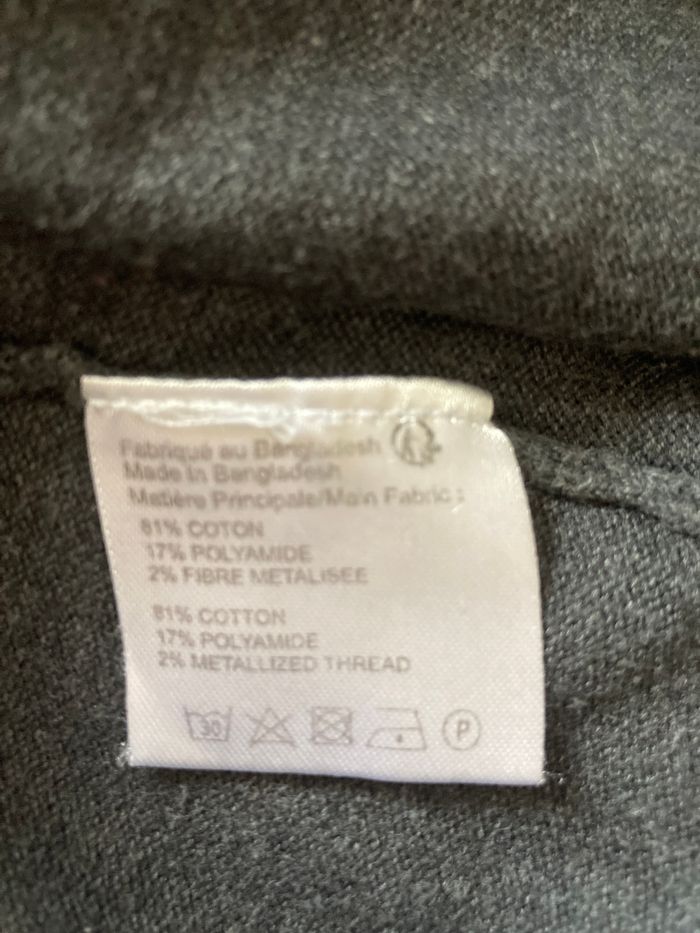 Fabriqué au Bangladesh
Made In Bangladesh
Matière Principale/Main Fabric :
81% COTON
17% POLYAMIDE
2% FIBRE METALISEE
81% COTTON
17% POLYAMIDE
2% METALLIZED THREAD
30 P